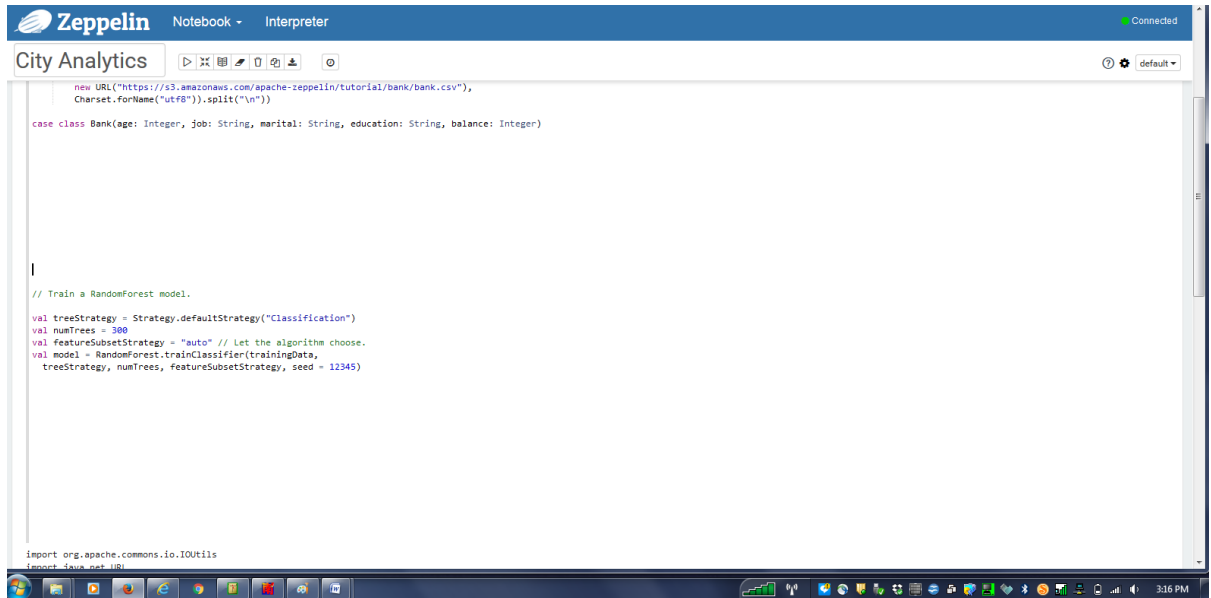 Zeppelin Notebook Interpreter Connected
City Analytics default
new URL("https://s3.amazonaws.com/apache-zeppelin/tutorial/bank/bank.csv"),
Charset.forName("utf8")).split("\n"))
case class Bank(age: Integer, job: String, marital: String, education: String, balance: Integer)
// Train a RandomForest model.
val treeStrategy = Strategy.defaultStrategy("Classification")
val numTrees = 300
val featureSubsetStrategy = "auto" // Let the algorithm choose.
val model = RandomForest.trainClassifier(trainingData,
treeStrategy, numTrees, featureSubsetStrategy, seed = 12345)
import org.apache.commons.io.IOUtils
import java.net.URL
3:16 PM